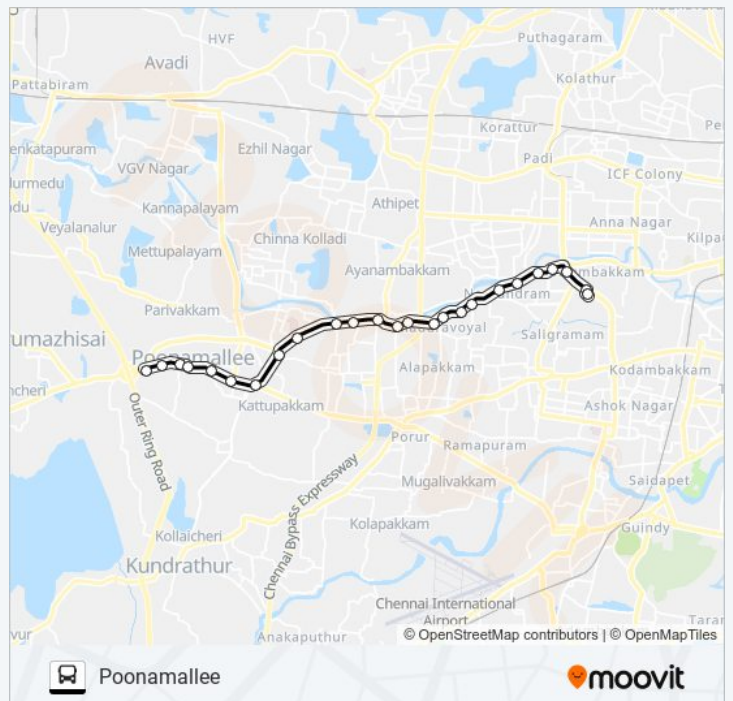 Puthagaram
HVF
Avadi
Kolathur
Pattabiram
Korattur
Padi
Ezhil Nagar
VGV Nagar
ICF Colony
Athipet
Kannapalayam
Anna Nagar
Veyalanalur
Chinna Kolladi
Mettupalayam
Ayanambakkam
Parivakkam
Saligramam
Poonamallee
Alapakkam
Kodambakkam
Kattupakkam
Ashok Nagar
Porur
Ramapuram
Outer Ring Road
Mugalivakkam
Saidapet
Chennai Bypass Expressway
Kolapakkam
Guindy
Kollaicheri
Kundrathur
Chennai International
Airport
Anakaputhur
© OpenStreetMap contributors | © OpenMapTiles
Poonamallee
moovit